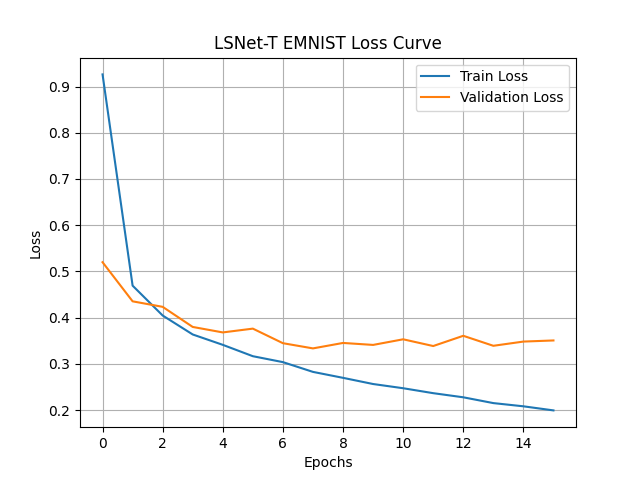 LSNet-T EMNIST Loss Curve
Train Loss
Validation Loss
0.9
0.8
0.7
0.6
0.5
0.4
0.3
0.2
Loss
0 2 4 6 8 10 12 14
Epochs